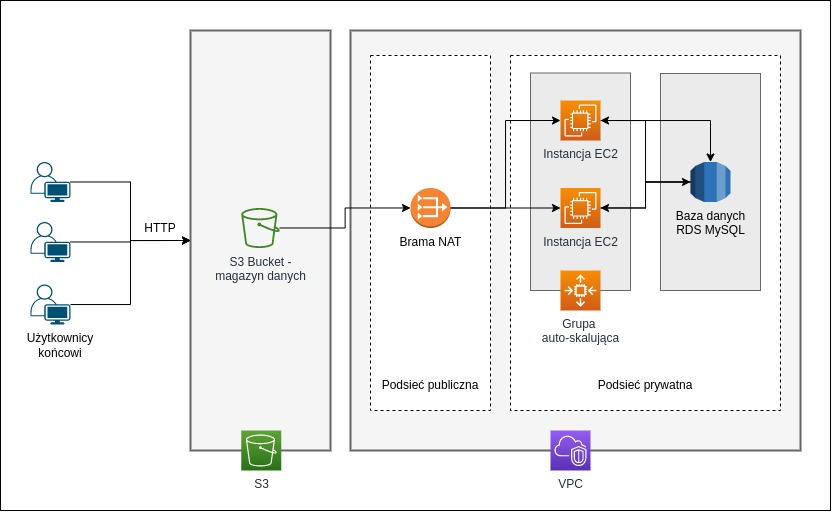 HTTP
Użytkownicy
końcowi
S3 Bucket -
magazyn danych
S3
Brama NAT
Podsieć publiczna
Instancja EC2
Instancja EC2
Grupa
auto-skalująca
Baza danych
RDS MySQL
Podsieć prywatna
VPC